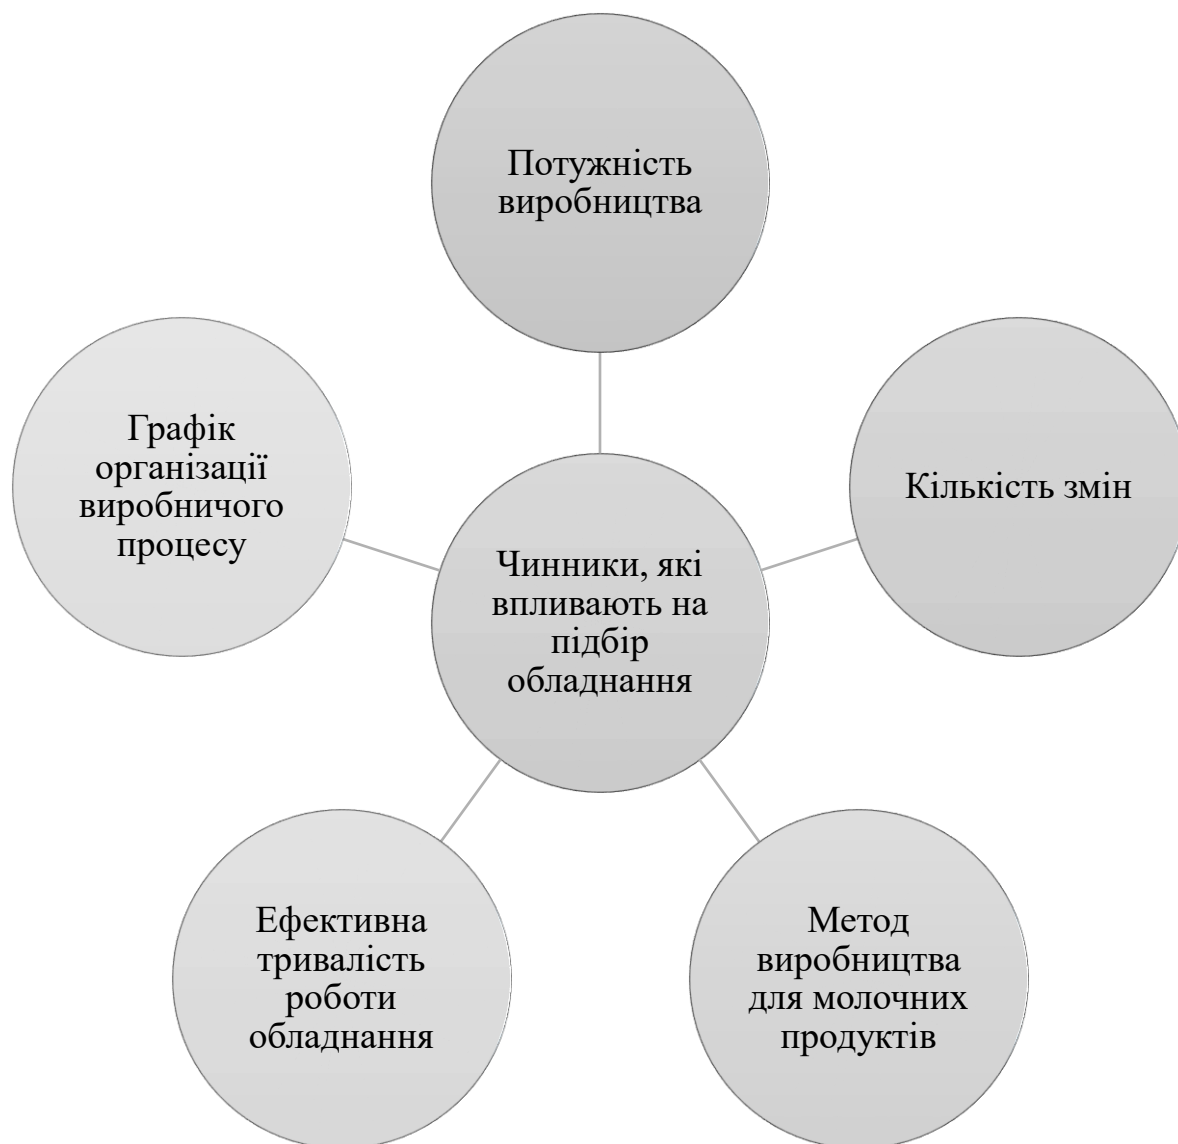 Потужність
виробництва
Графік
організації
виробничого
процесу
Кількість змін
Чинники, які
впливають на
підбір
обладнання
Ефективна
тривалість
роботи
обладнання
Метод
виробництва
для молочних
продуктів